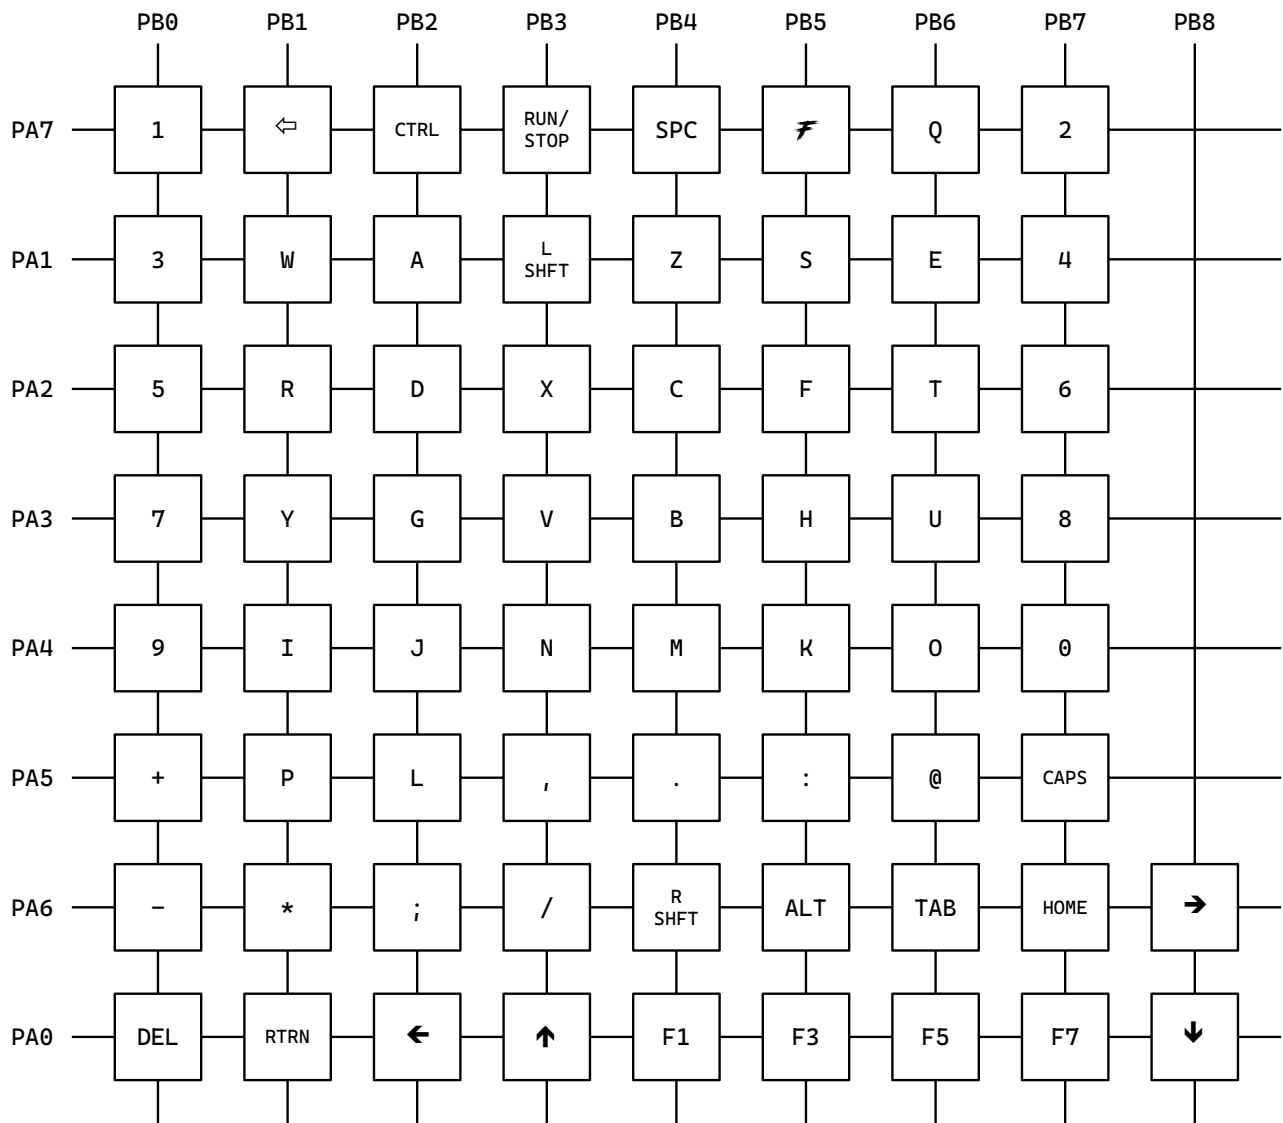 PB0 PB1 PB2 PB3 PB4 PB5 PB6 PB7 PB8
PA7 1 ⇦ CTRL RUN/ STOP SPC Q 2
PA1 3 W A L SHFT Z S E 4
PA2 5 R D X C F T 6
PA3 7 Y G V B H U 8
PA4 9 I J N M K O 0
PA5 + P L , . : @ CAPS
PA6 - * ; / R SHFT ALT TAB HOME →
PA0 DEL RTRN ← ↑ F1 F3 F5 F7 ↓